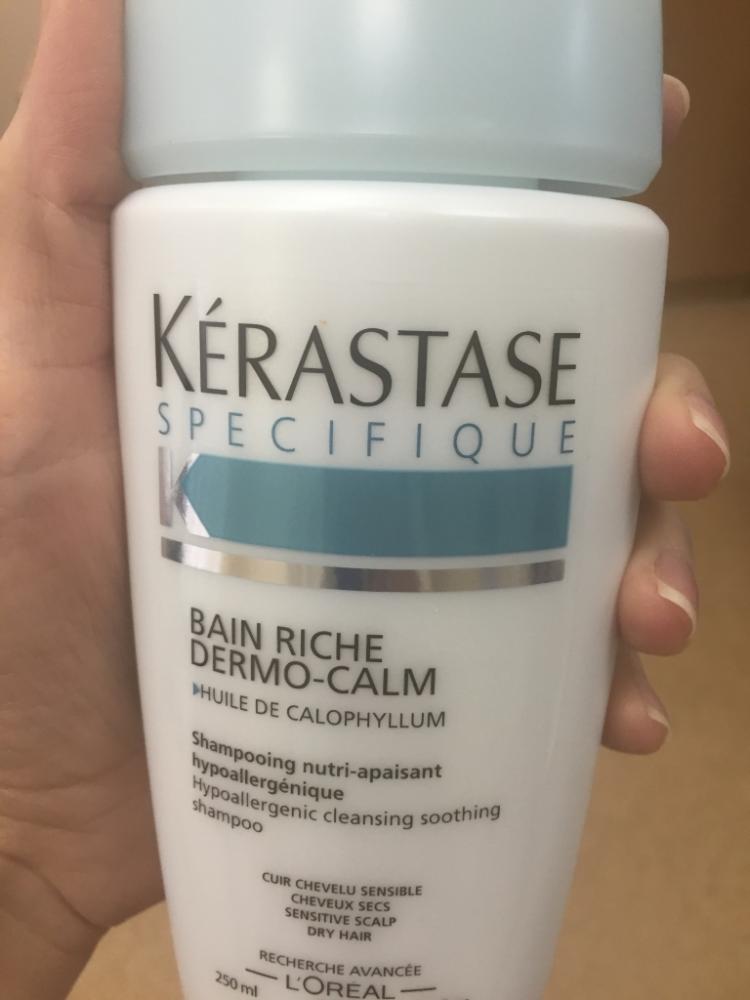 KÉRASTASE
SPECIFIQUE
K
BAIN RICHE
DERMO-CALM
HUILE DE CALOPHYLLUM
Shampooing nutri-apaisant
hypoallergénique
Hypoallergenic cleansing soothing
shampoo
CUIR CHEVELU SENSIBLE
CHEVEUX SECS
SENSITIVE SCALP
DRY HAIR
RECHERCHE AVANCÉE
L'ORÉAL
250 ml